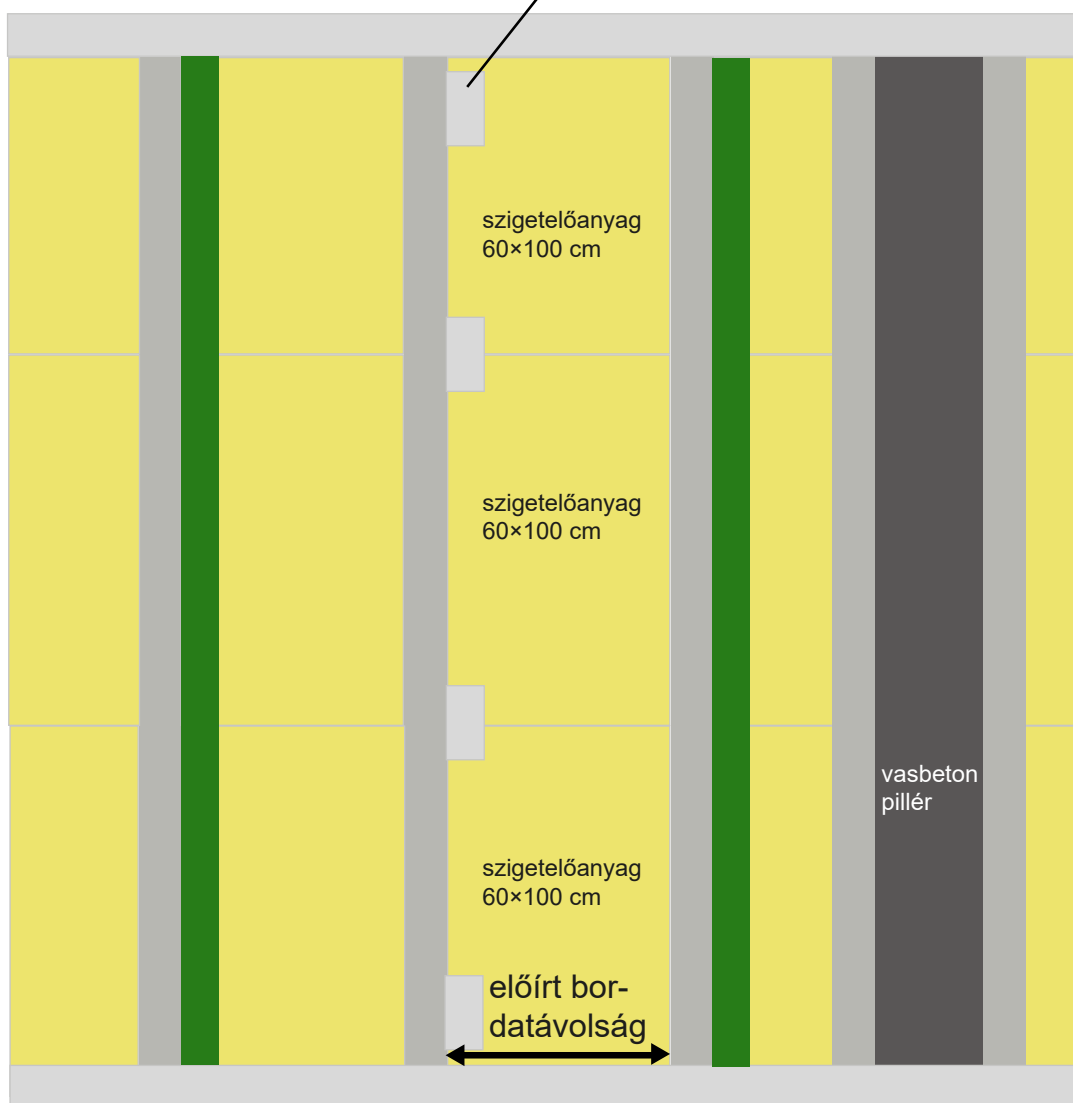 szigetelőanyag
60×100 cm
szigetelőanyag
60×100 cm
vasbeton
pillér
szigetelőanyag
60×100 cm
előírt bor-
datávolság